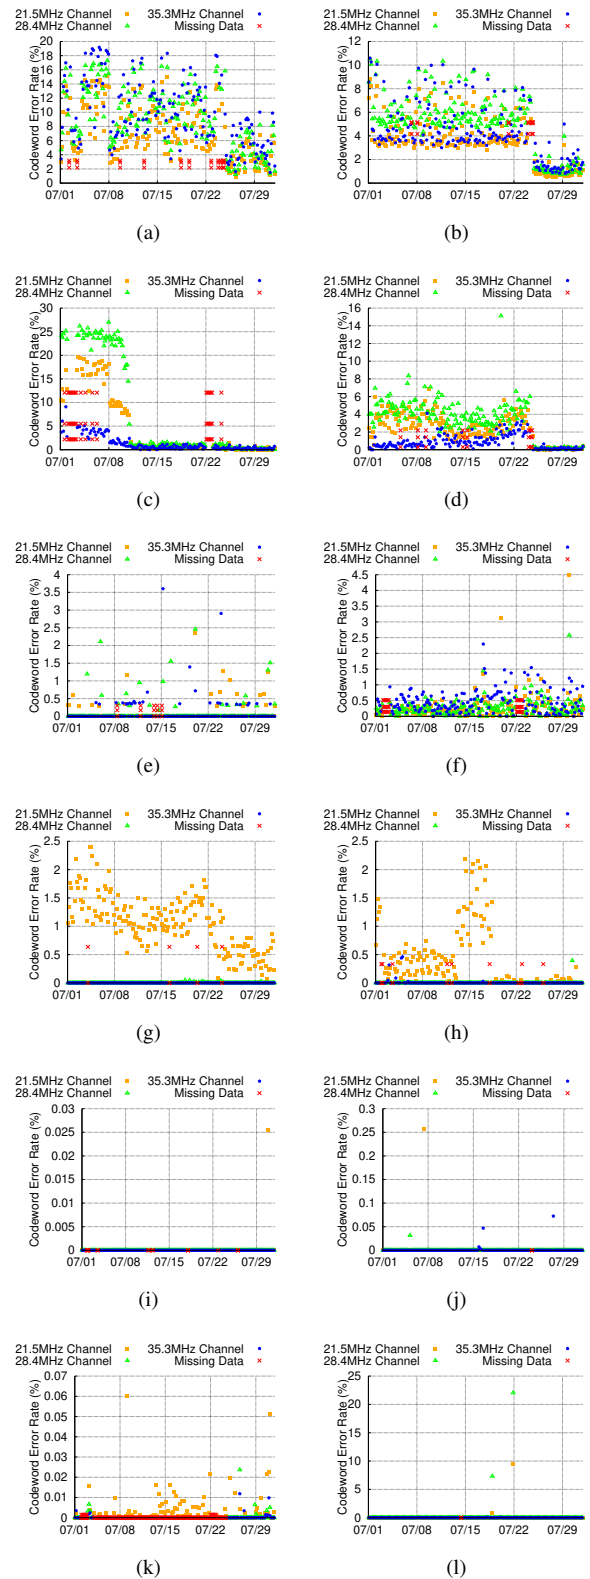 21.5MHz Channel 35.3MHz Channel
28.4MHz Channel Missing Data
Codeword Error Rate (%)
20
18
16
14
12
10
8
6
4
2
0
07/01 07/08 07/15 07/22 07/29
(a)
21.5MHz Channel 35.3MHz Channel
28.4MHz Channel Missing Data
Codeword Error Rate (%)
12
10
8
6
4
2
0
07/01 07/08 07/15 07/22 07/29
(b)
21.5MHz Channel 35.3MHz Channel
28.4MHz Channel Missing Data
Codeword Error Rate (%)
30
25
20
15
10
5
0
07/01 07/08 07/15 07/22 07/29
(c)
21.5MHz Channel 35.3MHz Channel
28.4MHz Channel Missing Data
Codeword Error Rate (%)
16
14
12
10
8
6
4
2
0
07/01 07/08 07/15 07/22 07/29
(d)
21.5MHz Channel 35.3MHz Channel
28.4MHz Channel Missing Data
Codeword Error Rate (%)
4
3.5
3
2.5
2
1.5
1
0.5
0
07/01 07/08 07/15 07/22 07/29
(e)
21.5MHz Channel 35.3MHz Channel
28.4MHz Channel Missing Data
Codeword Error Rate (%)
4.5
4
3.5
3
2.5
2
1.5
1
0.5
0
07/01 07/08 07/15 07/22 07/29
(f)
21.5MHz Channel 35.3MHz Channel
28.4MHz Channel Missing Data
Codeword Error Rate (%)
2.5
2
1.5
1
0.5
0
07/01 07/08 07/15 07/22 07/29
(g)
21.5MHz Channel 35.3MHz Channel
28.4MHz Channel Missing Data
Codeword Error Rate (%)
2.5
2
1.5
1
0.5
0
07/01 07/08 07/15 07/22 07/29
(h)
21.5MHz Channel 35.3MHz Channel
28.4MHz Channel Missing Data
Codeword Error Rate (%)
0.03
0.025
0.02
0.015
0.01
0.005
0
07/01 07/08 07/15 07/22 07/29
(i)
21.5MHz Channel 35.3MHz Channel
28.4MHz Channel Missing Data
Codeword Error Rate (%)
0.3
0.25
0.2
0.15
0.1
0.05
0
07/01 07/08 07/15 07/22 07/29
(j)
21.5MHz Channel 35.3MHz Channel
28.4MHz Channel Missing Data
Codeword Error Rate (%)
0.07
0.06
0.05
0.04
0.03
0.02
0.01
0
07/01 07/08 07/15 07/22 07/29
(k)
21.5MHz Channel 35.3MHz Channel
28.4MHz Channel Missing Data
Codeword Error Rate (%)
25
20
15
10
5
0
07/01 07/08 07/15 07/22 07/29
(l)